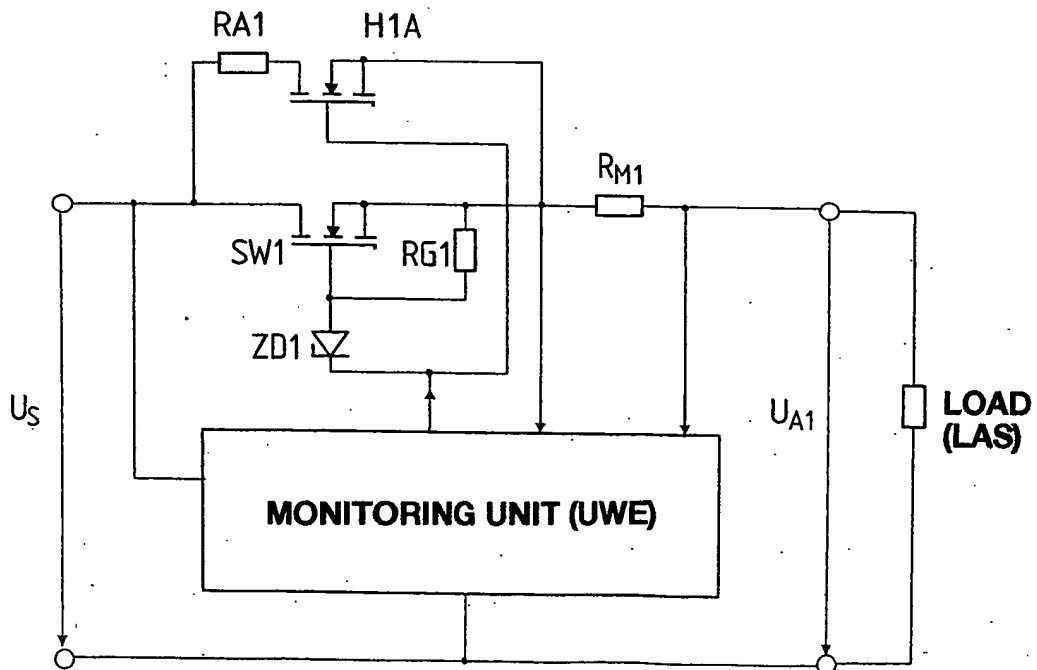 RA1
H1A
RM1
SW1
RG1
ZD1
US
UA1
LOAD
(LAS)
MONITORING UNIT (UWE)